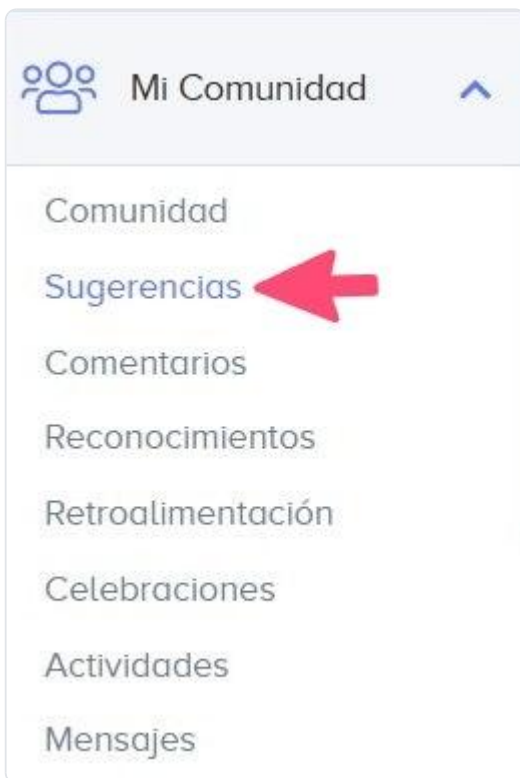 Mi Comunidad
Comunidad
Sugerencias
Comentarios
Reconocimientos
Retroalimentación
Celebraciones
Actividades
Mensajes